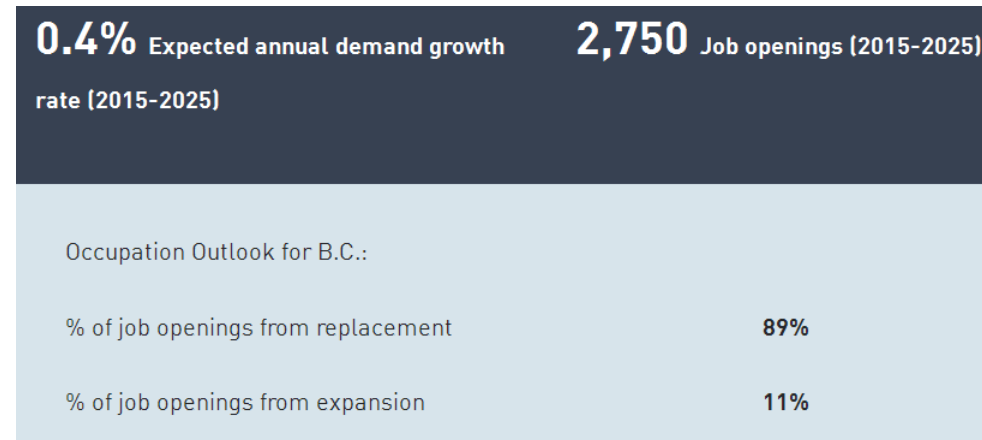 0.4% Expected annual demand growth
rate (2015-2025)
2,750 Job openings (2015-2025)
Occupation Outlook for B.C.:
% of job openings from replacement 89%
% of job openings from expansion 11%